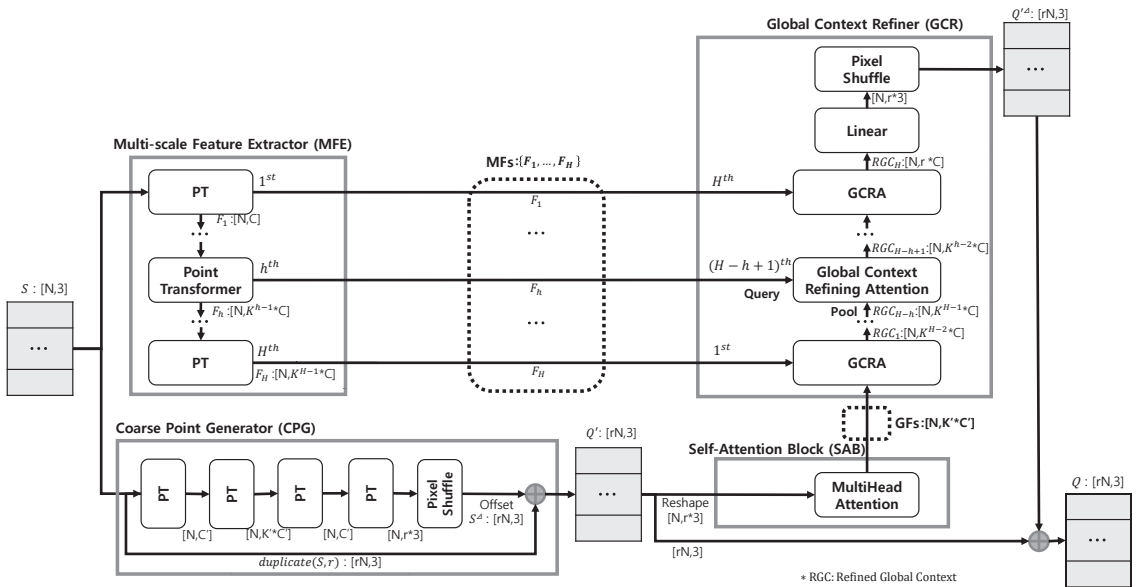 Global Context Refiner (GCR)
Q'^Δ: [rN,3]
...
Pixel
Shuffle
[N,r*3]
Linear
RGC_H:[N,r *C]
Multi-scale Feature Extractor (MFE)
MFs:{F_1, ..., F_H }
PT
1^st
F_1
H^th
GCRA
F_1 :[N,C]
...
...
...
RGC_{H−h+1}:[N,K^{h-2}*C]
Point
Transformer
h^th
F_h
(H − h + 1)^th
Query
Global Context
Refining Attention
S : [N,3]
...
F_h :[N,K^{h−1}*C]
...
...
Pool
...
RGC_{H−h}:[N,K^{H-1}*C]
RGC_1:[N,K^{H-2}*C]
PT
H^th
F_H :[N,K^{H−1}*C]
F_H
1^st
GCRA
GFs:[N,K'*C']
Coarse Point Generator (CPG)
Q' : [rN,3]
...
Self-Attention Block (SAB)
PT
PT
PT
PT
Pixel
Shuffle
Offset
S^Δ : [rN,3]
[N,C']
[N,K'*C']
[N,C']
[N,r*3]
duplicate(S,r) : [rN,3]
Reshape
[N,r*3]
MultiHead
Attention
[rN,3]
Q : [rN,3]
...
* RGC: Refined Global Context